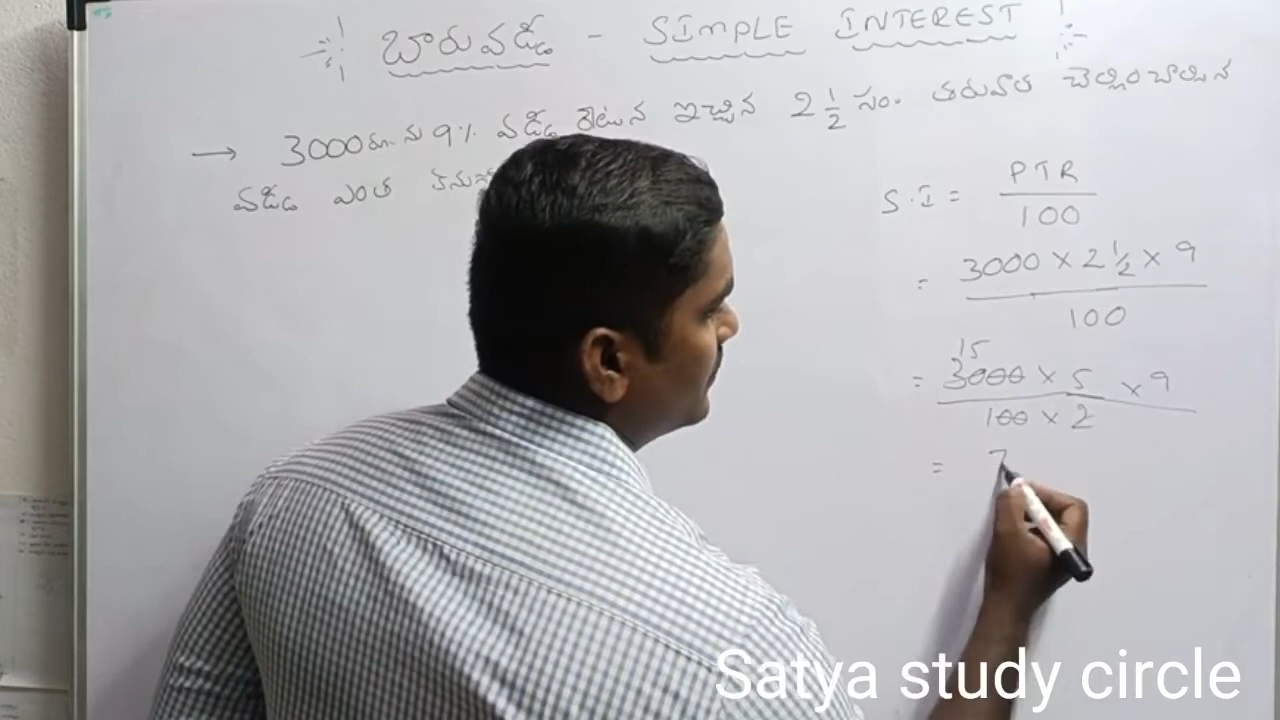 బారువడ్డీ - SIMPLE INTEREST
→ 3000రూ. ను 9% వడ్డీ రేటున ఇచ్చిన 2 1/2 సం. తరువాత చెల్లించాల్సిన
వడ్డీ ఎంత
S.I = PTR / 100
= 3000 × 2 1/2 × 9 / 100
15
= 3000 × 5 × 9 / 100 × 2
= 7
Satya study circle